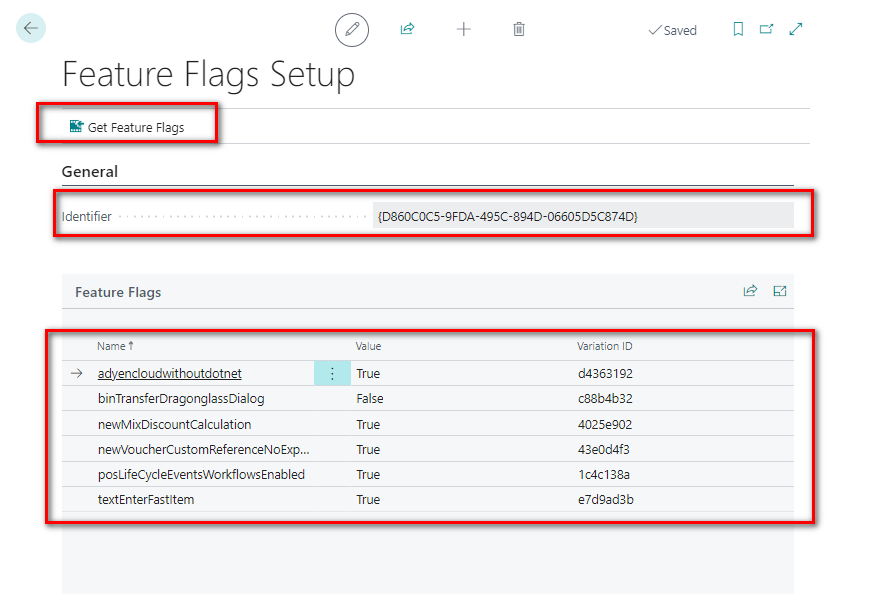 Saved
Feature Flags Setup
Get Feature Flags
General
Identifier {D860C0C5-9FDA-495C-894D-06605D5C874D}
Feature Flags
Name ↑ Value Variation ID
adyencloudwithoutdotnet True d4363192
binTransferDragonglassDialog False c88b4b32
newMixDiscountCalculation True 4025e902
newVoucherCustomReferenceNoExp... True 43e0d4f3
posLifeCycleEventsWorkflowsEnabled True 1c4c138a
textEnterFastItem True e7d9ad3b